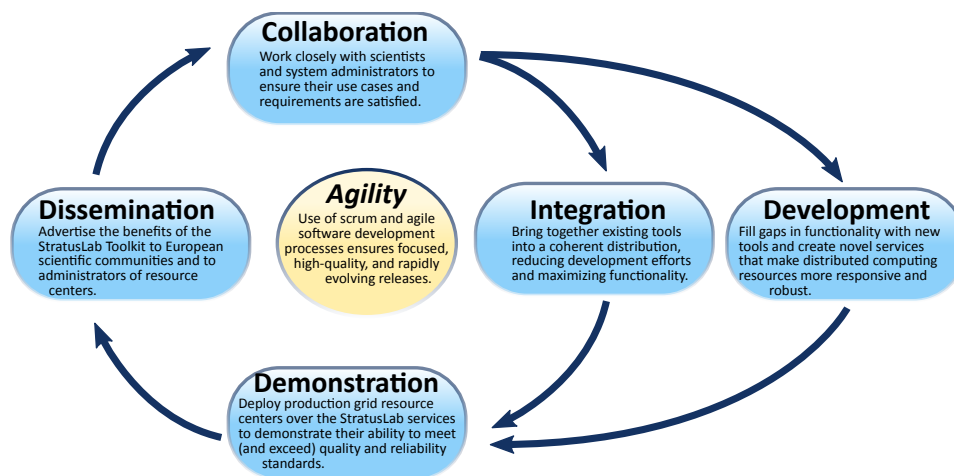 Collaboration
Work closely with scientists
and system administrators to
ensure their use cases and
requirements are satisfied.
Dissemination
Advertise the benefits of the
StratusLab Toolkit to European
scientific communities and to
administrators of resource
centers.
Agility
Use of scrum and agile
software development
processes ensures focused,
high-quality, and rapidly
evolving releases.
Integration
Bring together existing tools
into a coherent distribution,
reducing development efforts
and maximizing functionality.
Development
Fill gaps in functionality with new
tools and create novel services
that make distributed computing
resources more responsive and
robust.
Demonstration
Deploy production grid resource
centers over the StratusLab services
to demonstrate their ability to meet
(and exceed) quality and reliability
standards.